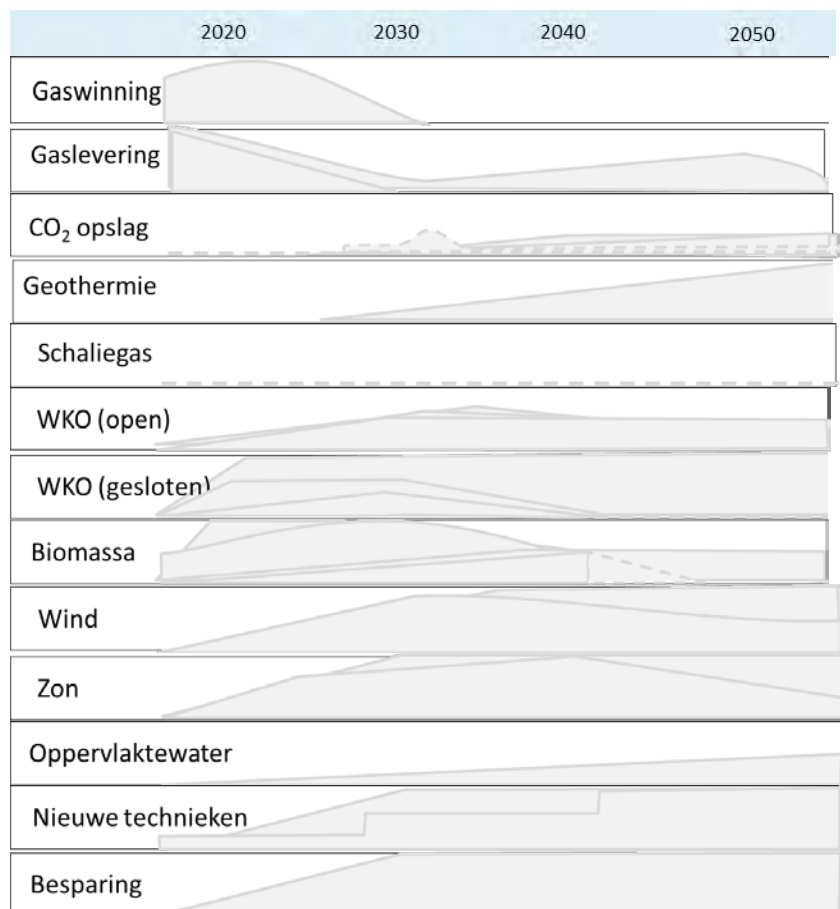 2020 2030 2040 2050
Gaswinning
Gaslevering
CO₂ opslag
Geothermie
Schaliegas
WKO (open)
WKO (gesloten)
Biomassa
Wind
Zon
Oppervlaktewater
Nieuwe technieken
Besparing